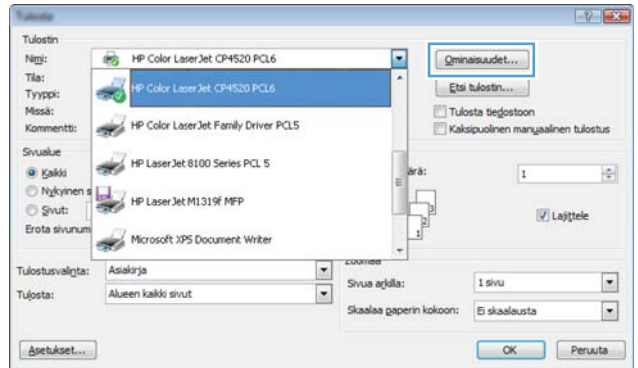 Tulosta
Tulostin
Nimi: HP Color LaserJet CP4520 PCL6 Ominaisuudet...
Tila: HP Color LaserJet CP4520 PCL6 Etsi tulostin...
Tyyppi:
Missä: Tulosta tiedostoon
Kommentti: HP Color LaserJet Family Driver PCL5 Kaksipuolinen manuaalinen tulostus
Sivualue
HP LaserJet 8100 Series PCL 5
Kaikki 1
Nykyinen s HP LaserJet M1319f MFP
Sivut: Lajittele
Erota sivunum Microsoft XPS Document Writer
3
2
1
Tulostusvalinta: Asiakirja Zoomaa
Sivua arkilla: 1 sivu
Tulosta: Alueen kaikki sivut
Skaalaa paperin kokoon: Ei skaalausta
Asetukset... OK Peruuta